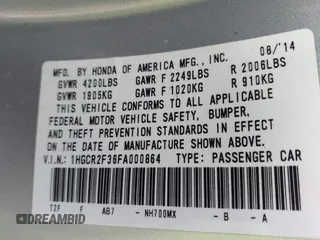 MFD. BY HONDA OF AMERICA MFG., INC. 08/'14
GVWR 4200LBS GAWR F 2249LBS R 2006LBS
GVWR 1905KG GAWR F 1020KG R 910KG
THIS VEHICLE CONFORMS TO ALL APPLICABLE
FEDERAL MOTOR VEHICLE SAFETY, BUMPER,
AND THEFT PREVENTION STANDARDS IN EFFECT
ON THE DATE OF MANUFACTURE SHOWN ABOVE.
V.I.N.: 1HGCR2F36FA000864 TYPE: PASSENGER CAR
T2F F AB7 - NH700MX - B - A
DREAMBID